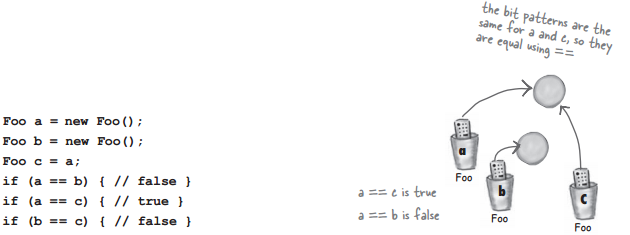 the bit patterns are the
same for a and c, so they
are equal using ==
Foo a = new Foo();
Foo b = new Foo();
Foo c = a;
if (a == b) { // false }
if (a == c) { // true }
if (b == c) { // false }
a
Foo
b
Foo
c
Foo
a == c is true
a == b is false